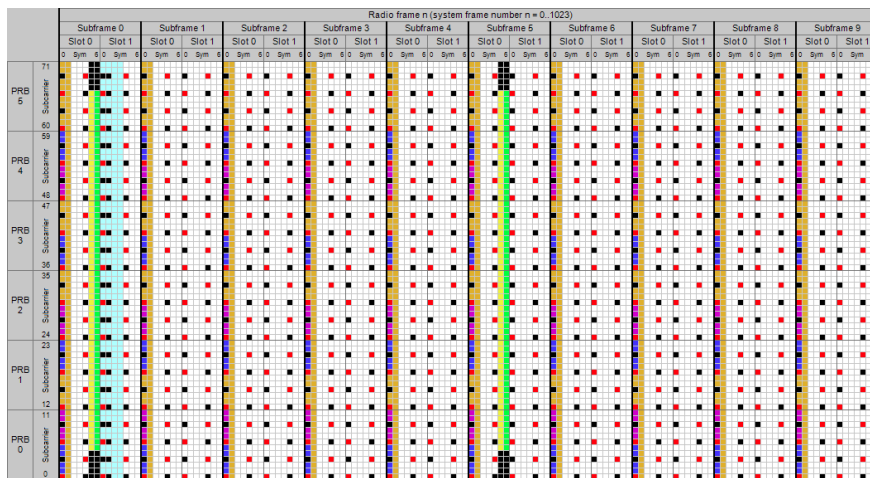 Radio frame n (system frame number n = 0..1023)
Subframe 0 Subframe 1 Subframe 2 Subframe 3 Subframe 4 Subframe 5 Subframe 6 Subframe 7 Subframe 8 Subframe 9
Slot 0 Slot 1 Slot 0 Slot 1 Slot 0 Slot 1 Slot 0 Slot 1 Slot 0 Slot 1 Slot 0 Slot 1 Slot 0 Slot 1 Slot 0 Slot 1 Slot 0 Slot 1 Slot 0 Slot 1
0 Sym 6 0 Sym 6 0 Sym 6 0 Sym 6 0 Sym 6 0 Sym 6 0 Sym 6 0 Sym 6 0 Sym 6 0 Sym 6 0 Sym 6 0 Sym 6 0 Sym 6 0 Sym 6 0 Sym 6 0 Sym 6 0 Sym 6 0 Sym 6 0 Sym 6 0 Sym 6
71
PRB
5
Subcarrier
60
59
PRB
4
Subcarrier
48
47
PRB
3
Subcarrier
36
35
PRB
2
Subcarrier
24
23
PRB
1
Subcarrier
12
11
PRB
0
Subcarrier
0